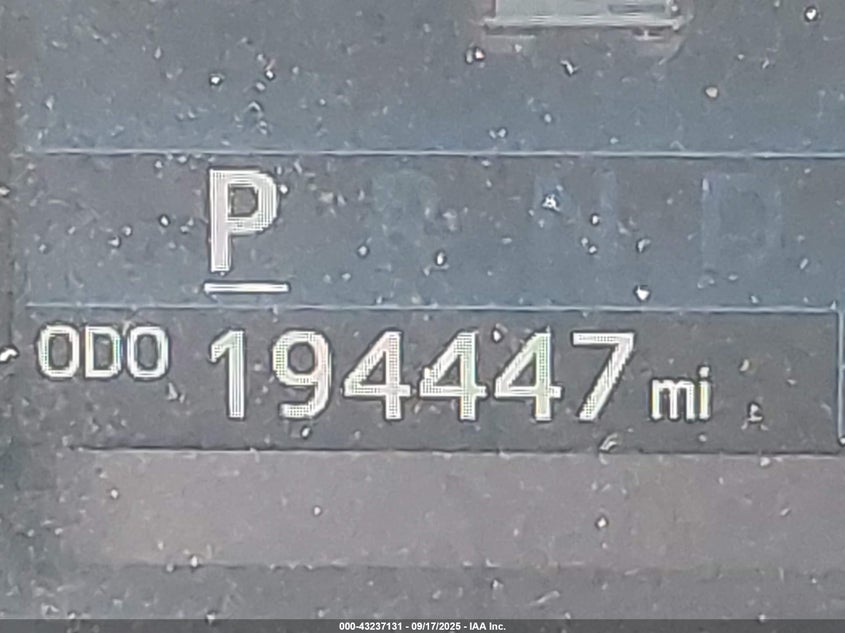 P R N D
ODO 194447 mi
000-43237131 - 09/17/2025 - IAA Inc.